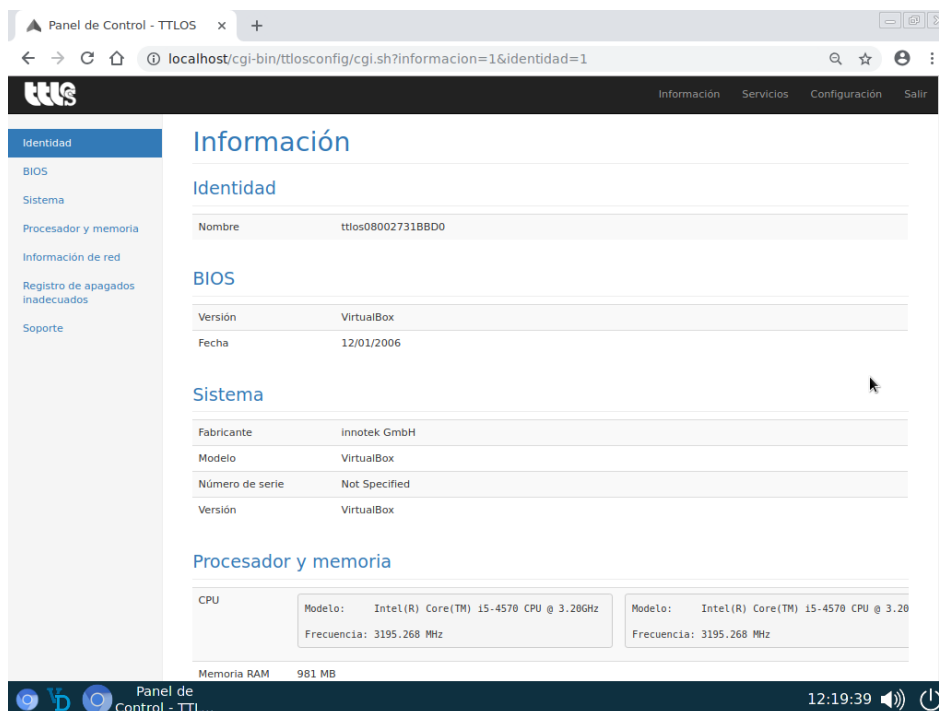 Panel de Control - TTLOS × +
localhost/cgi-bin/ttlosconfig/cgi.sh?informacion=1&identidad=1
ttls Información Servicios Configuración Salir
Identidad
BIOS
Sistema
Procesador y memoria
Información de red
Registro de apagados
inadecuados
Soporte
Información
Identidad
Nombre ttlos08002731BBD0
BIOS
Versión VirtualBox
Fecha 12/01/2006
Sistema
Fabricante innotek GmbH
Modelo VirtualBox
Número de serie Not Specified
Versión VirtualBox
Procesador y memoria
CPU
Modelo: Intel(R) Core(TM) i5-4570 CPU @ 3.20GHz
Frecuencia: 3195.268 MHz
Modelo: Intel(R) Core(TM) i5-4570 CPU @ 3.20
Frecuencia: 3195.268 MHz
Memoria RAM 981 MB
VD
Panel de
Control - TTL...
12:19:39